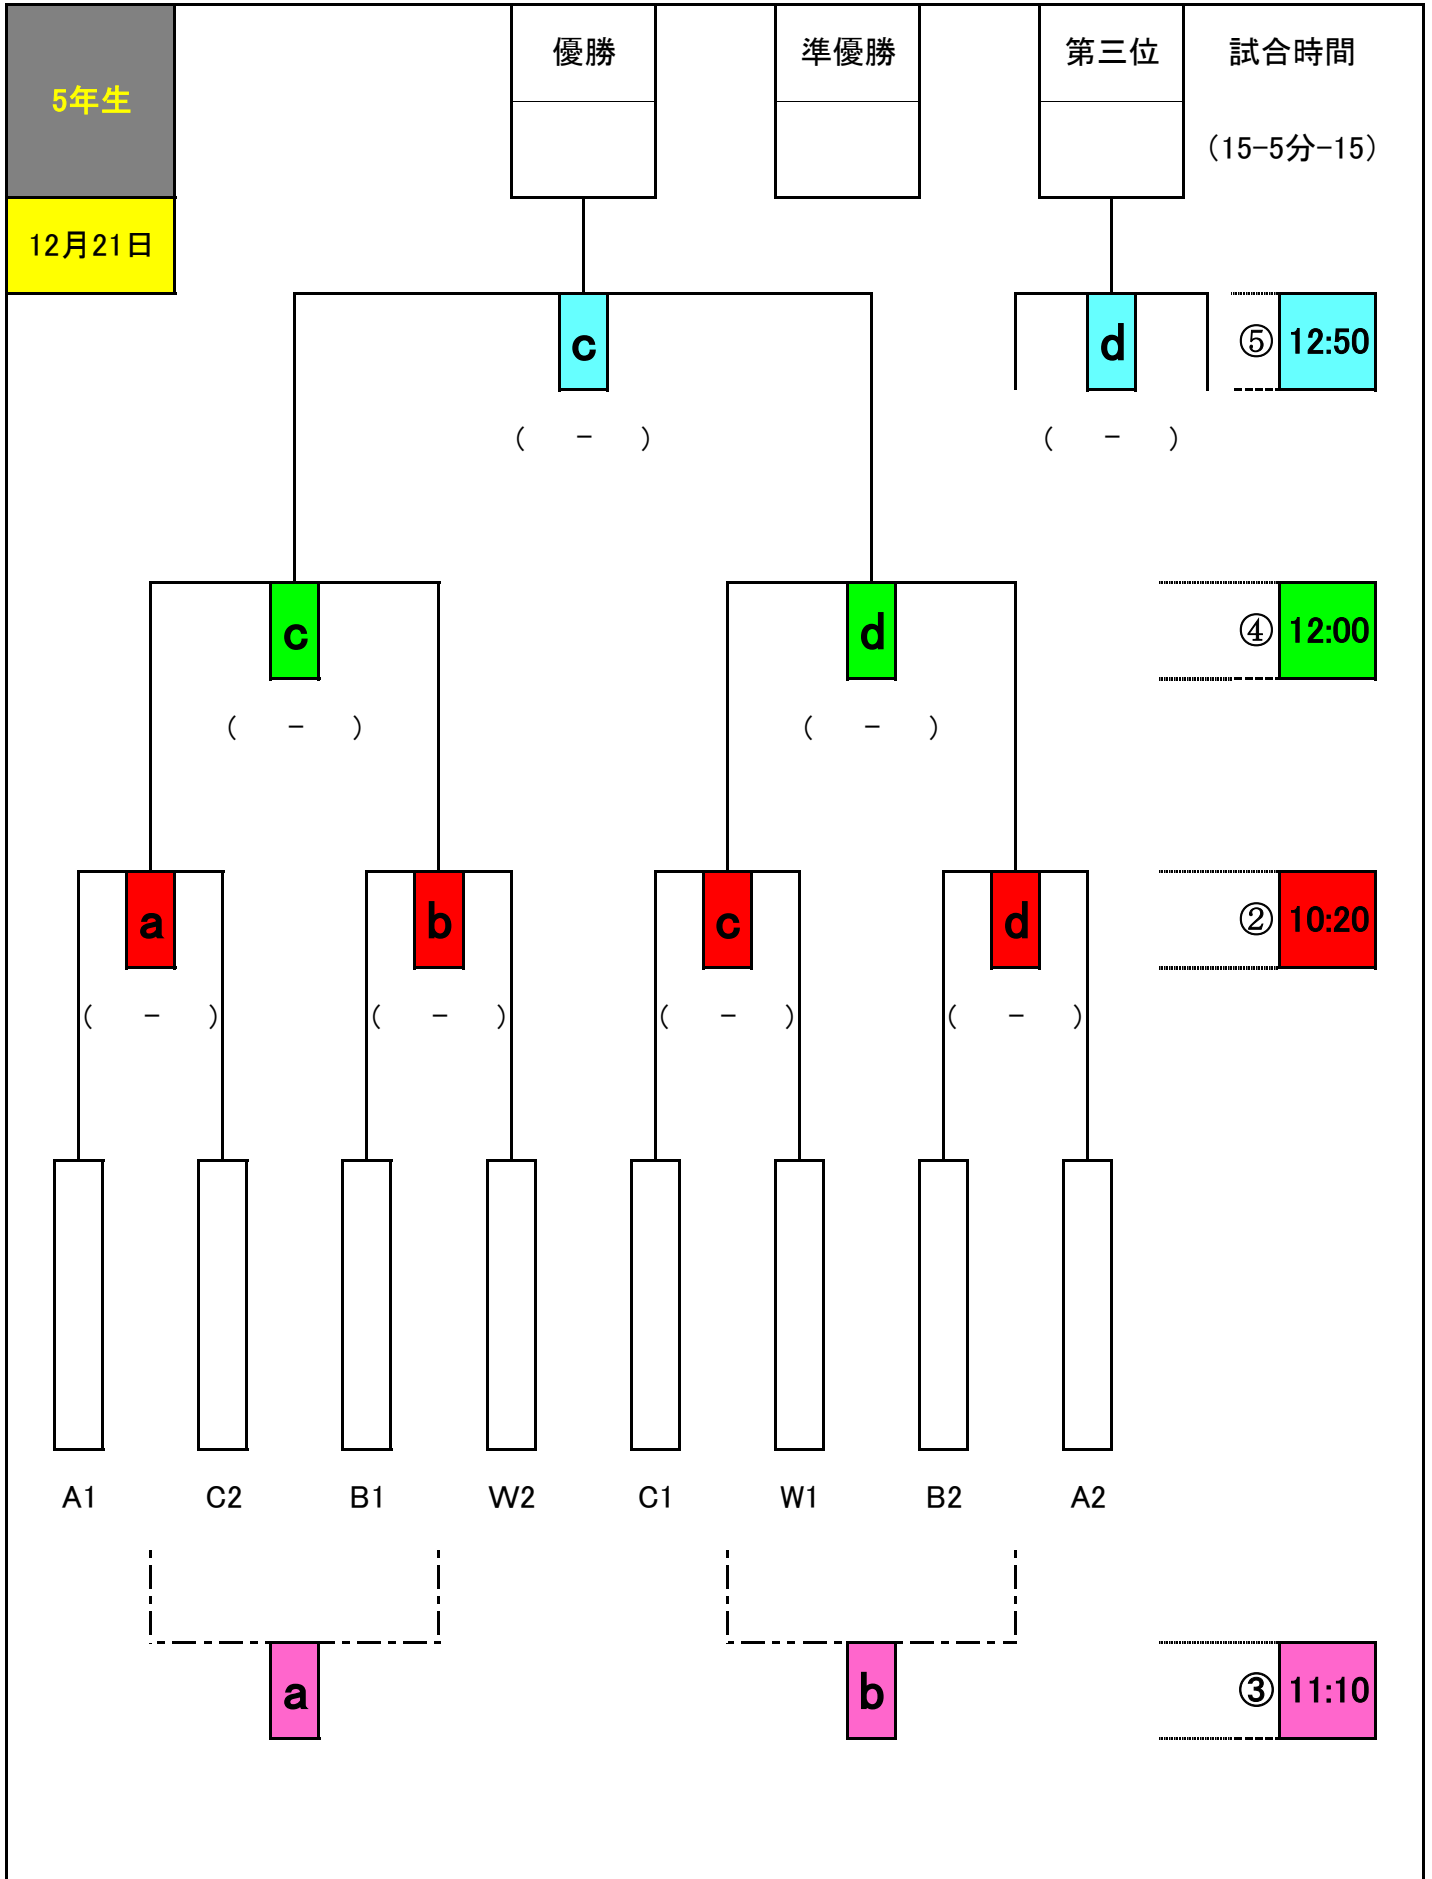 5年生
優勝
準優勝
第三位
試合時間
（15-5分-15）
12月21日
c
d
⑤ 12:50
（ - ）
（ - ）
c
d
④ 12:00
（ - ）
（ - ）
a
b
c
d
② 10:20
（ - ）
（ - ）
（ - ）
（ - ）
A1
C2
B1
W2
C1
W1
B2
A2
a
b
③ 11:10